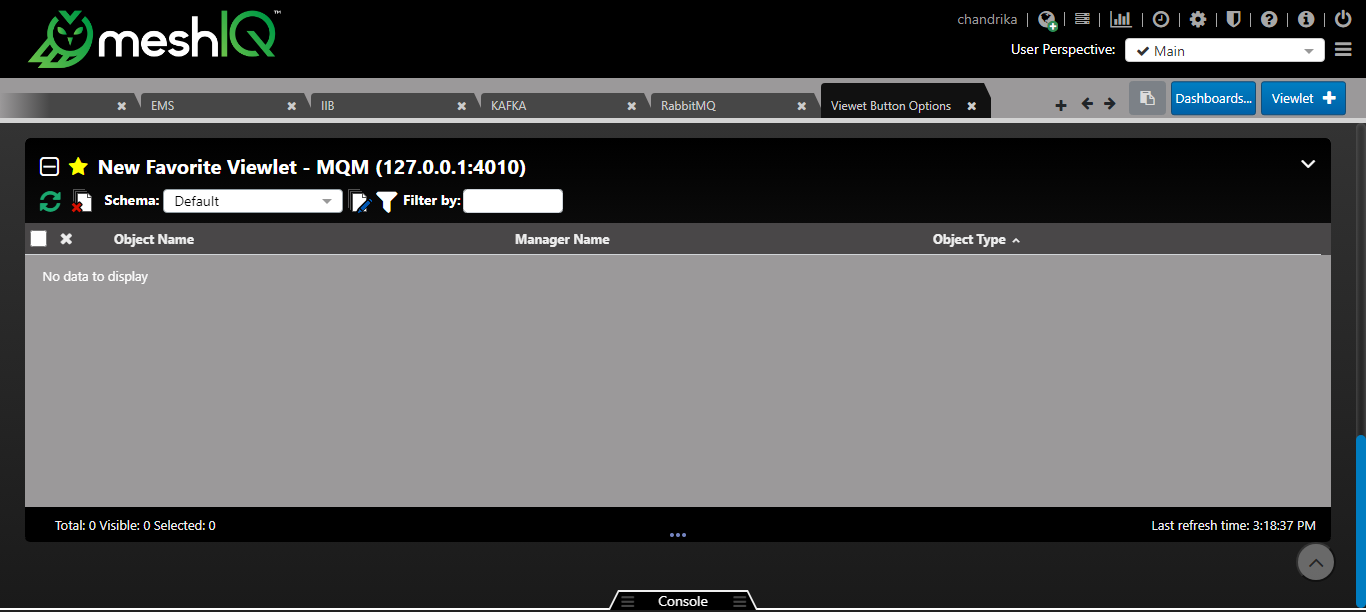 meshIQ™
chandrika
User Perspective:
Main
EMS
IIB
KAFKA
RabbitMQ
Viewet Button Options
Dashboards...
Viewlet
New Favorite Viewlet - MQM (127.0.0.1:4010)
Schema: Default
Filter by:
Object Name
Manager Name
Object Type
No data to display
Total: 0 Visible: 0 Selected: 0
Last refresh time: 3:18:37 PM
Console